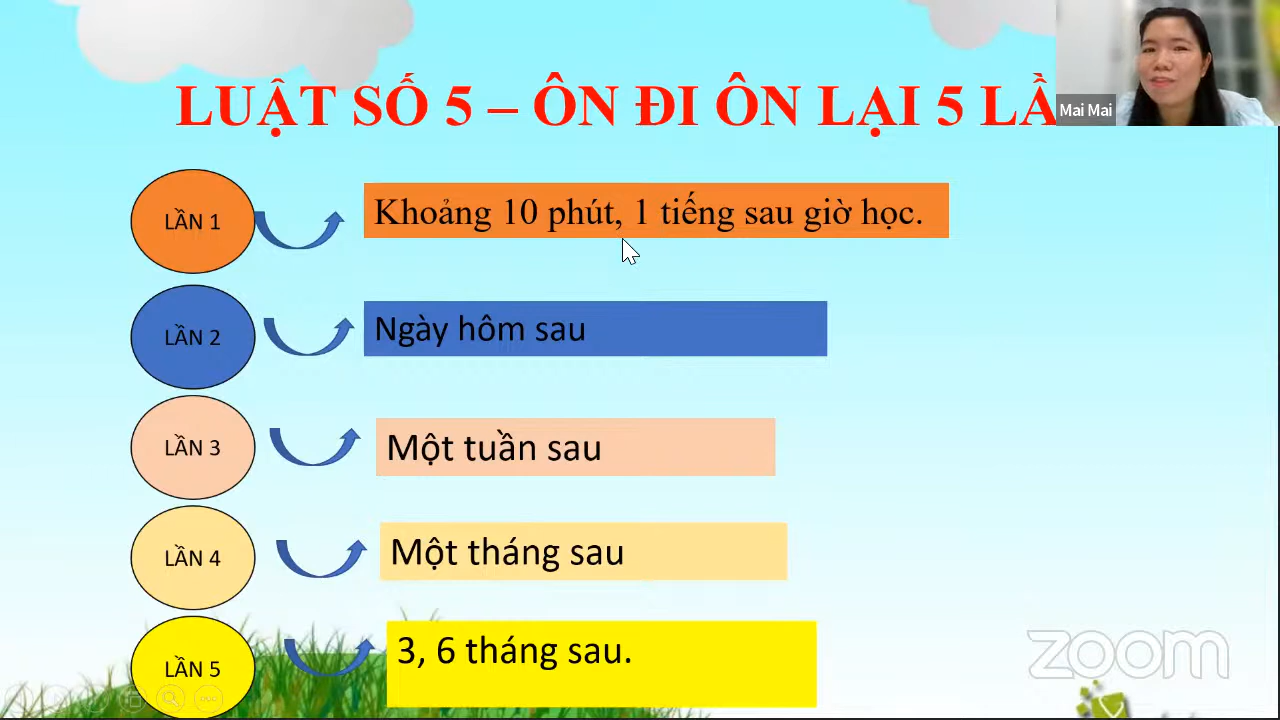 LUẬT SỐ 5 – ÔN ĐI ÔN LẠI 5 LẦ
Mai Mai
LẦN 1
Khoảng 10 phút, 1 tiếng sau giờ học.
LẦN 2
Ngày hôm sau
LẦN 3
Một tuần sau
LẦN 4
Một tháng sau
LẦN 5
3, 6 tháng sau.
zoom